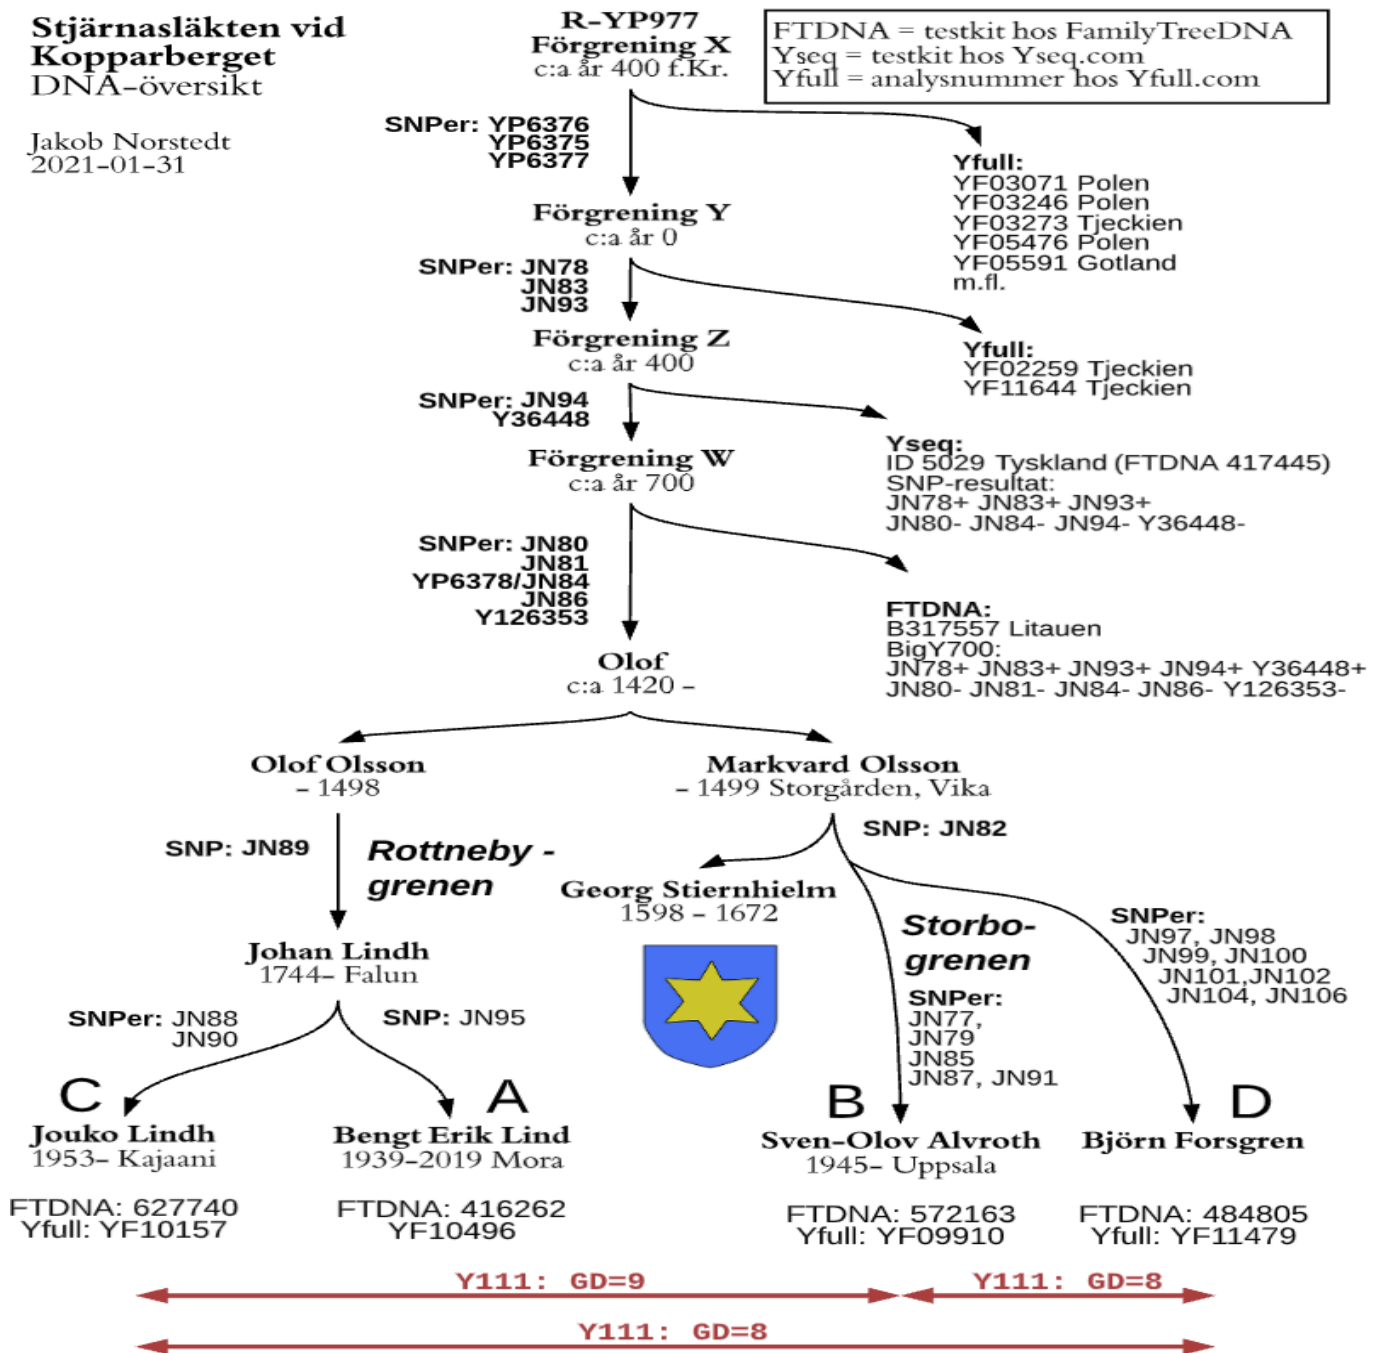 Stjärnasläkten vid
Kopparberget
DNA-översikt
Jakob Norstedt
2021-01-31
R-YP977
Förgrening X
c:a år 400 f.Kr.
FTDNA = testkit hos FamilyTreeDNA
Yseq = testkit hos Yseq.com
Yfull = analysnummer hos Yfull.com
SNPer: YP6376
YP6375
YP6377
Yfull:
YF03071 Polen
YF03246 Polen
YF03273 Tjeckien
YF05476 Polen
YF05591 Gotland
m.fl.
Förgrening Y
c:a år 0
SNPer: JN78
JN83
JN93
Yfull:
YF02259 Tjeckien
YF11644 Tjeckien
Förgrening Z
c:a år 400
SNPer: JN94
Y36448
Yseq:
ID 5029 Tyskland (FTDNA 417445)
SNP-resultat:
JN78+ JN83+ JN93+
JN80- JN84- JN94- Y36448-
Förgrening W
c:a år 700
SNPer: JN80
JN81
YP6378/JN84
JN86
Y126353
FTDNA:
B317557 Litauen
BigY700:
JN78+ JN83+ JN93+ JN94+ Y36448+
JN80- JN81- JN84- JN86- Y126353-
Olof
c:a 1420 –
Olof Olsson
– 1498
Markvard Olsson
– 1499 Storgården, Vika
SNP: JN89
Rottneby -
grenen
SNP: JN82
Georg Stiernhielm
1598 – 1672
Storbo-
grenen
SNPer:
JN97, JN98
JN99, JN100
JN101,JN102
JN104, JN106
Johan Lindh
1744– Falun
SNPer: JN88
JN90
SNP: JN95
SNPer:
JN77,
JN79
JN85
JN87, JN91
C
Jouko Lindh
1953– Kajaani
FTDNA: 627740
Yfull: YF10157
A
Bengt Erik Lind
1939-2019 Mora
FTDNA: 416262
YF10496
B
Sven-Olov Alvroth
1945– Uppsala
FTDNA: 572163
Yfull: YF09910
D
Björn Forsgren
FTDNA: 484805
Yfull: YF11479
Y111: GD=9
Y111: GD=8
Y111: GD=8